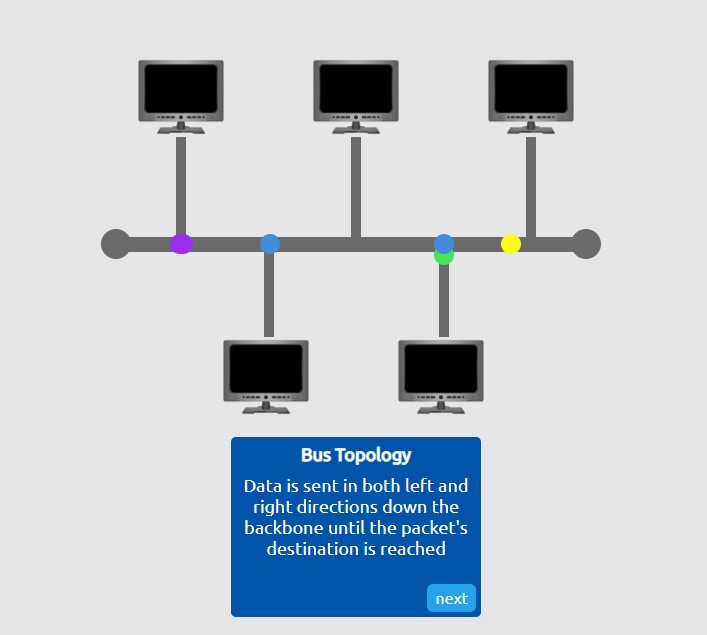 Bus Topology
Data is sent in both left and
right directions down the
backbone until the packet's
destination is reached
next